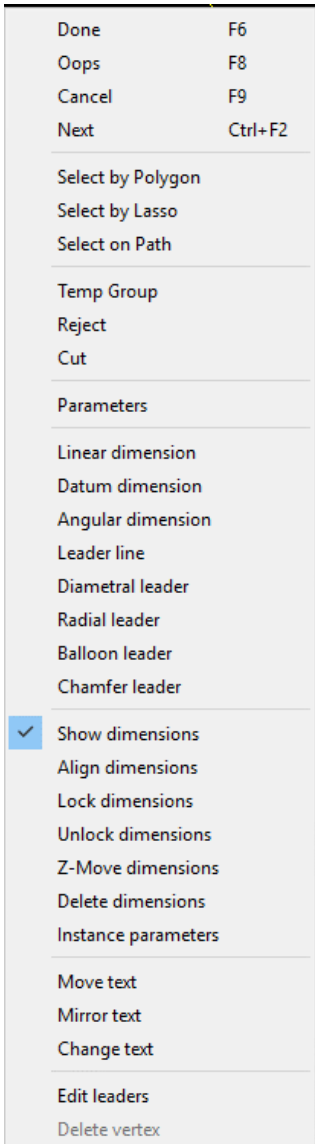 Done F6
Oops F8
Cancel F9
Next Ctrl+F2
Select by Polygon
Select by Lasso
Select on Path
Temp Group
Reject
Cut
Parameters
Linear dimension
Datum dimension
Angular dimension
Leader line
Diametral leader
Radial leader
Balloon leader
Chamfer leader
Show dimensions
Align dimensions
Lock dimensions
Unlock dimensions
Z-Move dimensions
Delete dimensions
Instance parameters
Move text
Mirror text
Change text
Edit leaders
Delete vertex